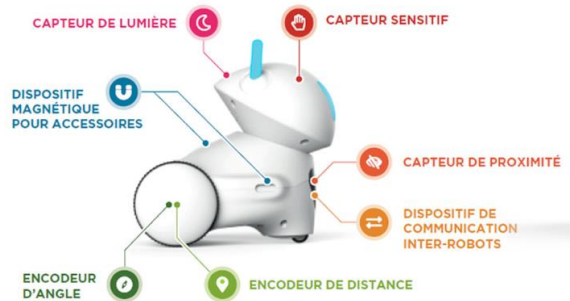 CAPTEUR DE LUMIÈRE
CAPTEUR SENSITIF
DISPOSITIF
MAGNÉTIQUE
POUR ACCESSOIRES
CAPTEUR DE PROXIMITÉ
DISPOSITIF DE
COMMUNICATION
INTER-ROBOTS
ENCODEUR
D'ANGLE
ENCODEUR DE DISTANCE